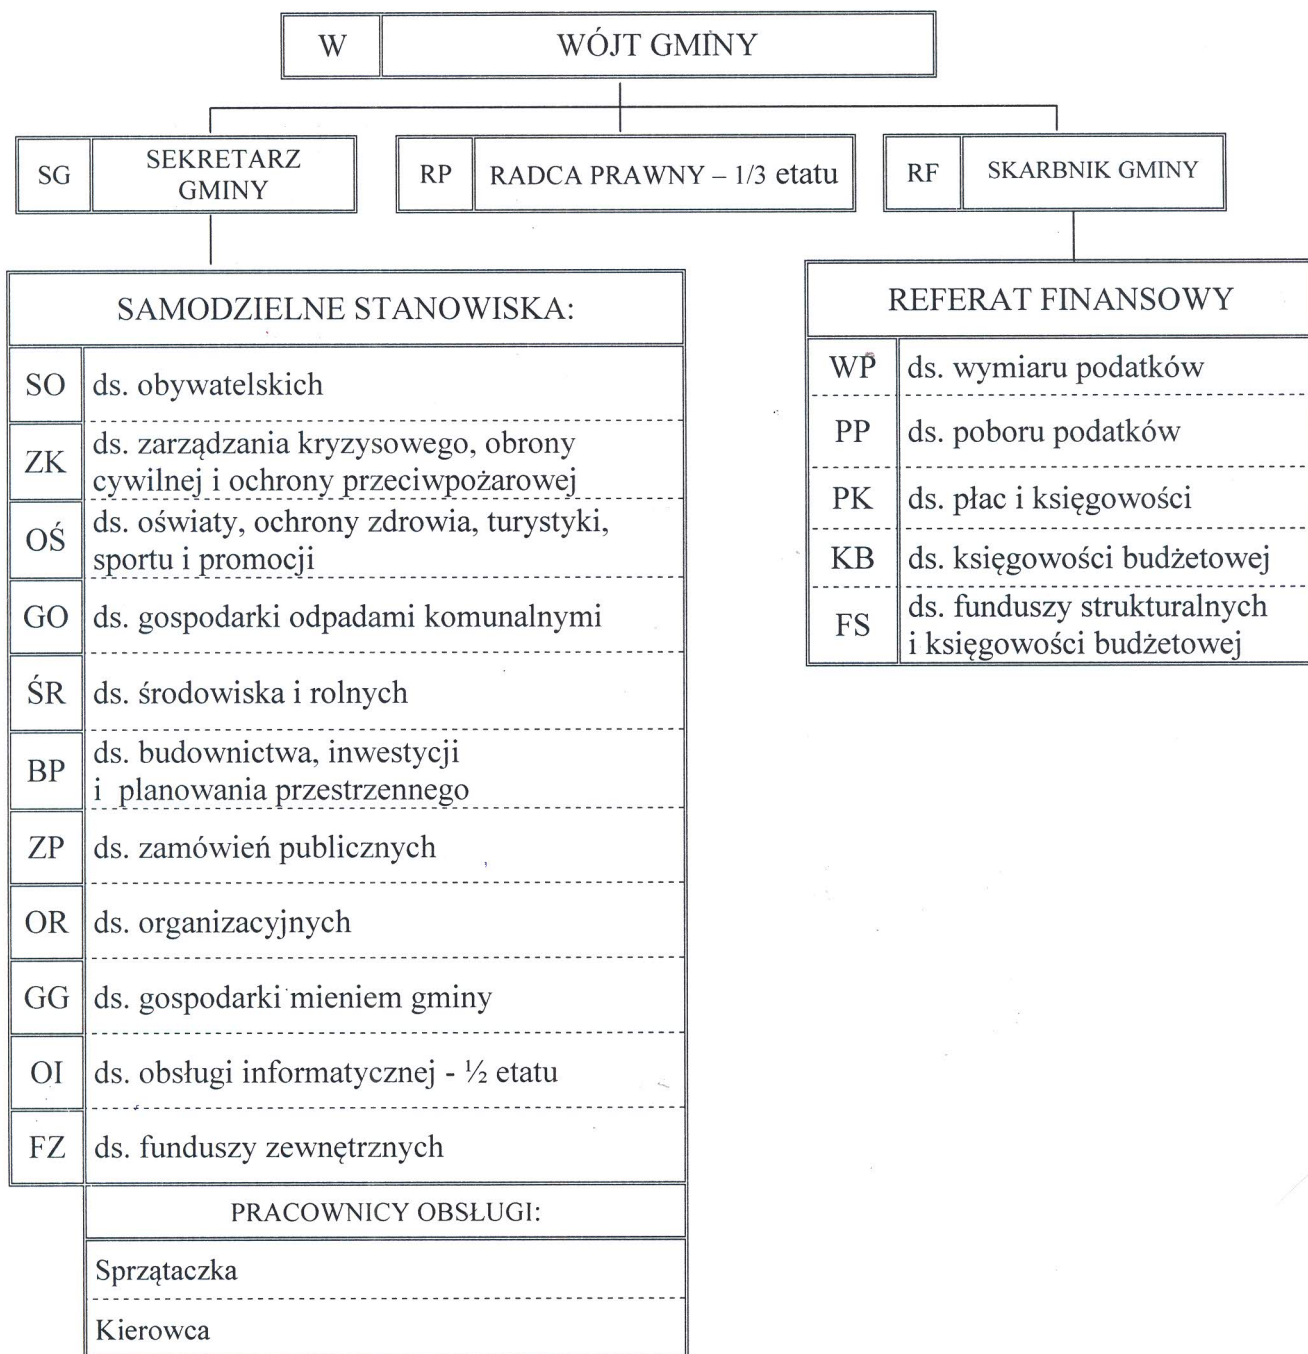 W WÓJT GMINY
SG SEKRETARZ
GMINY
RP RADCA PRAWNY – 1/3 etatu
RF SKARBNIK GMINY
SAMODZIELNE STANOWISKA:
SO ds. obywatelskich
ZK ds. zarządzania kryzysowego, obrony
cywilnej i ochrony przeciwpożarowej
OŚ ds. oświaty, ochrony zdrowia, turystyki,
sportu i promocji
GO ds. gospodarki odpadami komunalnymi
ŚR ds. środowiska i rolnych
BP ds. budownictwa, inwestycji
i planowania przestrzennego
ZP ds. zamówień publicznych
OR ds. organizacyjnych
GG ds. gospodarki mieniem gminy
OI ds. obsługi informatycznej - ½ etatu
FZ ds. funduszy zewnętrznych
PRACOWNICY OBSŁUGI:
Sprzątaczka
Kierowca
REFERAT FINANSOWY
WP ds. wymiaru podatków
PP ds. poboru podatków
PK ds. płac i księgowości
KB ds. księgowości budżetowej
FS ds. funduszy strukturalnych
i księgowości budżetowej